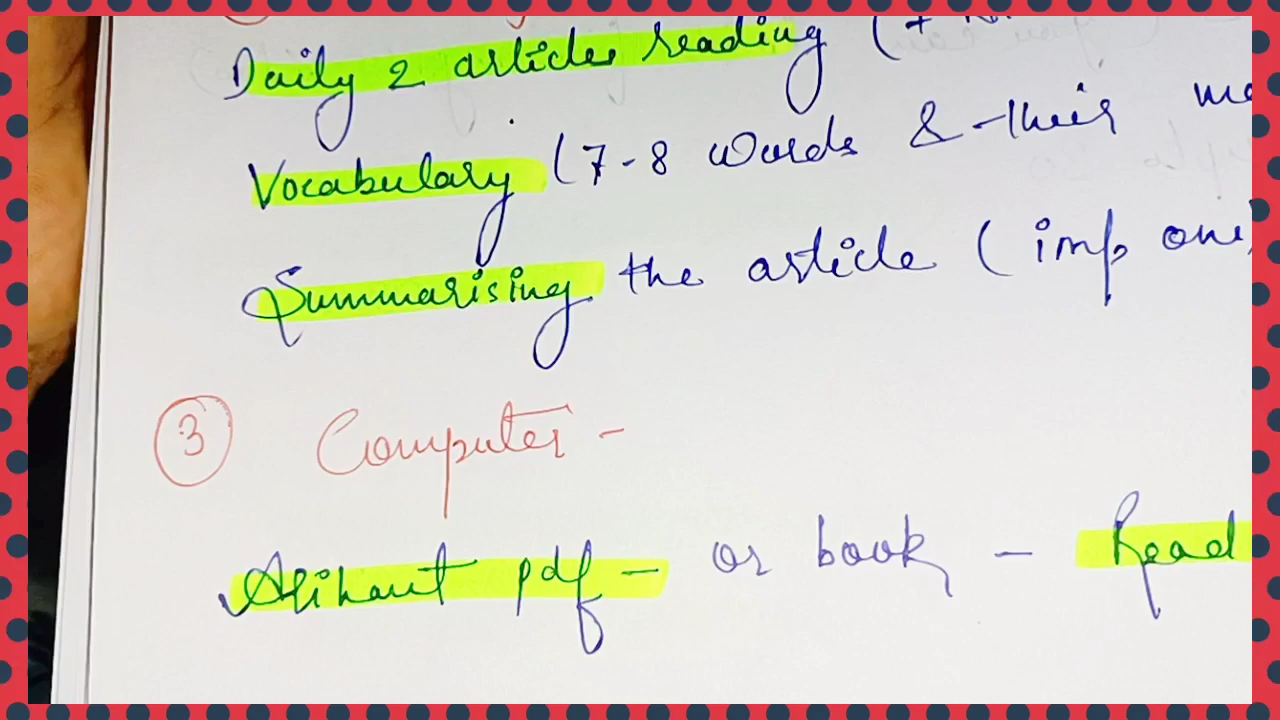 Daily 2 articles reading (+
Vocabulary (7-8 words & their
Summarising the article (imp one
3 Computer -
Arihant pdf - or book - Read